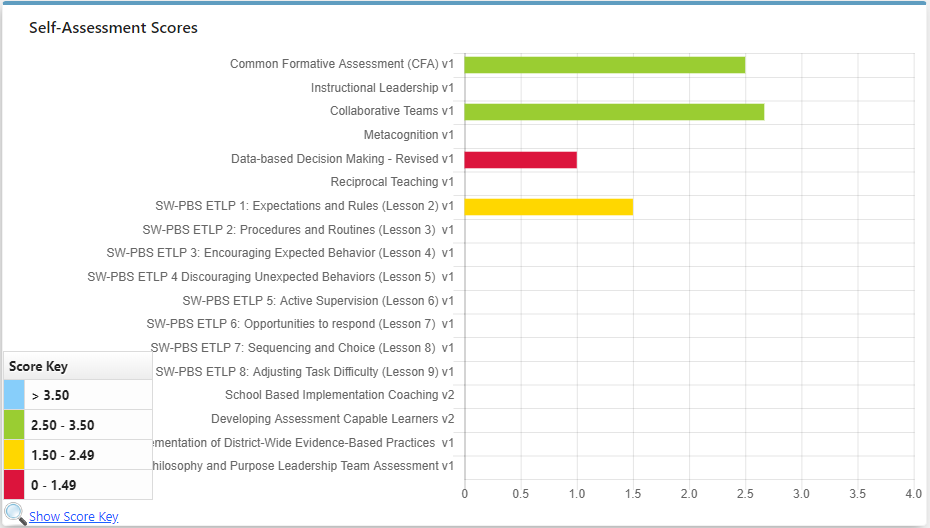 Self-Assessment Scores
Common Formative Assessment (CFA) v1
Instructional Leadership v1
Collaborative Teams v1
Metacognition v1
Data-based Decision Making - Revised v1
Reciprocal Teaching v1
SW-PBS ETLP 1: Expectations and Rules (Lesson 2) v1
SW-PBS ETLP 2: Procedures and Routines (Lesson 3) v1
SW-PBS ETLP 3: Encouraging Expected Behavior (Lesson 4) v1
SW-PBS ETLP 4 Discouraging Unexpected Behaviors (Lesson 5) v1
SW-PBS ETLP 5: Active Supervision (Lesson 6) v1
SW-PBS ETLP 6: Opportunities to respond (Lesson 7) v1
SW-PBS ETLP 7: Sequencing and Choice (Lesson 8) v1
SW-PBS ETLP 8: Adjusting Task Difficulty (Lesson 9) v1
School Based Implementation Coaching v2
Developing Assessment Capable Learners v2
of District-Wide Evidence-Based Practices v1
and Purpose Leadership Team Assessment v1
0 0.5 1.0 1.5 2.0 2.5 3.0 3.5 4.0
Score Key
> 3.50
2.50 - 3.50
1.50 - 2.49
0 - 1.49
Show Score Key